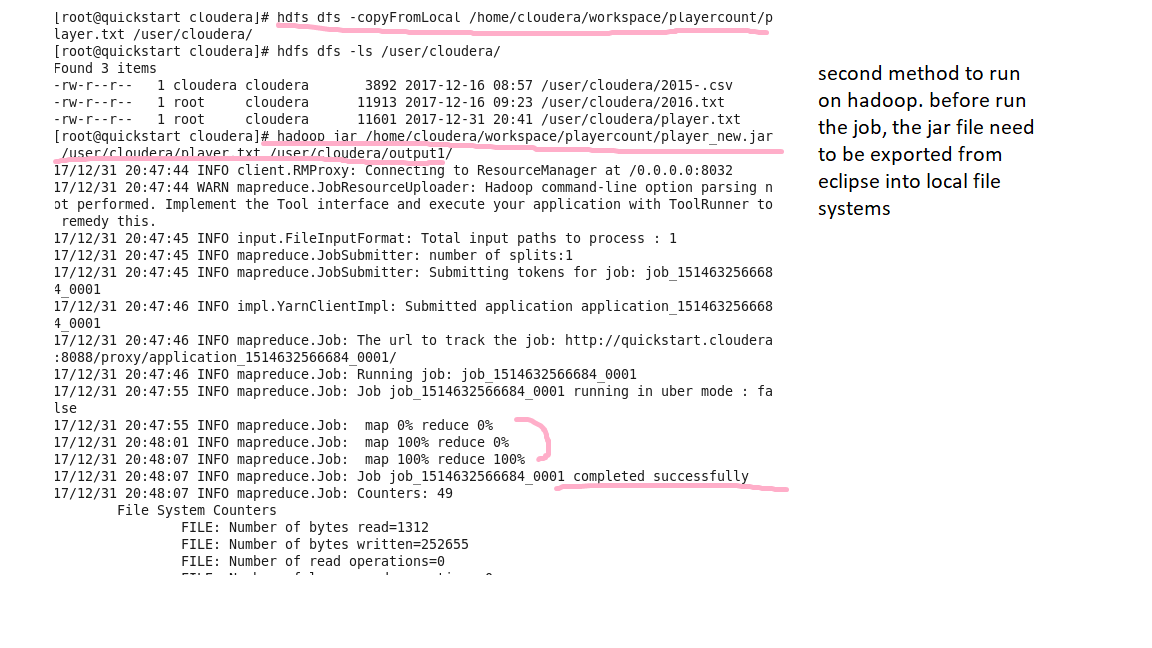 [root@quickstart cloudera]# hdfs dfs -copyFromLocal /home/cloudera/workspace/playercount/p
layer.txt /user/cloudera/
[root@quickstart cloudera]# hdfs dfs -ls /user/cloudera/
Found 3 items
-rw-r--r--   1 cloudera cloudera       3892 2017-12-16 08:57 /user/cloudera/2015-.csv
-rw-r--r--   1 root     cloudera      11913 2017-12-16 09:23 /user/cloudera/2016.txt
-rw-r--r--   1 root     cloudera      11601 2017-12-31 20:41 /user/cloudera/player.txt
[root@quickstart cloudera]# hadoop jar /home/cloudera/workspace/playercount/player_new.jar
 /user/cloudera/player.txt /user/cloudera/output1/
17/12/31 20:47:44 INFO client.RMProxy: Connecting to ResourceManager at /0.0.0.0:8032
17/12/31 20:47:44 WARN mapreduce.JobResourceUploader: Hadoop command-line option parsing n
ot performed. Implement the Tool interface and execute your application with ToolRunner to
 remedy this.
17/12/31 20:47:45 INFO input.FileInputFormat: Total input paths to process : 1
17/12/31 20:47:45 INFO mapreduce.JobSubmitter: number of splits:1
17/12/31 20:47:45 INFO mapreduce.JobSubmitter: Submitting tokens for job: job_151463256668
4_0001
17/12/31 20:47:46 INFO impl.YarnClientImpl: Submitted application application_151463256668
4_0001
17/12/31 20:47:46 INFO mapreduce.Job: The url to track the job: http://quickstart.cloudera
:8088/proxy/application_1514632566684_0001/
17/12/31 20:47:46 INFO mapreduce.Job: Running job: job_1514632566684_0001
17/12/31 20:47:55 INFO mapreduce.Job: Job job_1514632566684_0001 running in uber mode : fa
lse
17/12/31 20:47:55 INFO mapreduce.Job:  map 0% reduce 0%
17/12/31 20:48:01 INFO mapreduce.Job:  map 100% reduce 0%
17/12/31 20:48:07 INFO mapreduce.Job:  map 100% reduce 100%
17/12/31 20:48:07 INFO mapreduce.Job: Job job_1514632566684_0001 completed successfully
17/12/31 20:48:07 INFO mapreduce.Job: Counters: 49
        File System Counters
                FILE: Number of bytes read=1312
                FILE: Number of bytes written=252655
                FILE: Number of read operations=0
second method to run
on hadoop. before run
the job, the jar file need
to be exported from
eclipse into local file
systems